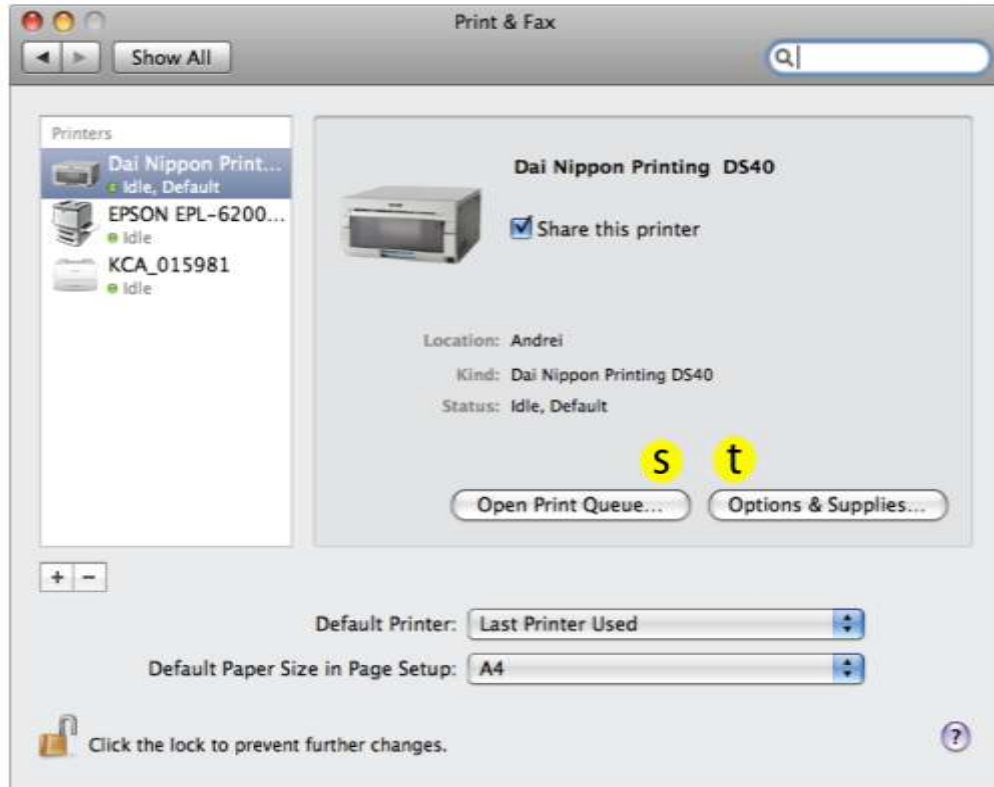 Print & Fax
Show All
Printers
Dai Nippon Print...
Idle, Default
EPSON EPL-6200...
Idle
KCA_015981
Idle
Dai Nippon Printing DS40
Share this printer
Location: Andrei
Kind: Dai Nippon Printing DS40
Status: Idle, Default
s t
Open Print Queue... Options & Supplies...
+ -
Default Printer: Last Printer Used
Default Paper Size in Page Setup: A4
Click the lock to prevent further changes. ?